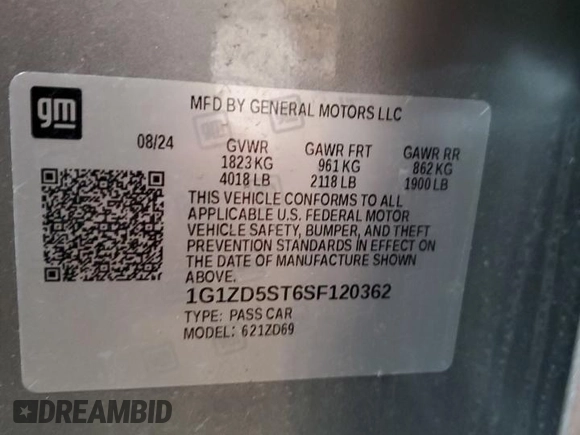 gm
MFD BY GENERAL MOTORS LLC
08/24 GVWR GAWR FRT GAWR RR
1823 KG 961 KG 862 KG
4018 LB 2118 LB 1900 LB
THIS VEHICLE CONFORMS TO ALL
APPLICABLE U.S. FEDERAL MOTOR
VEHICLE SAFETY, BUMPER, AND THEFT
PREVENTION STANDARDS IN EFFECT ON
THE DATE OF MANUFACTURE SHOWN
ABOVE.
1G1ZD5ST6SF120362
TYPE: PASS CAR
MODEL: 621ZD69
DREAMBID